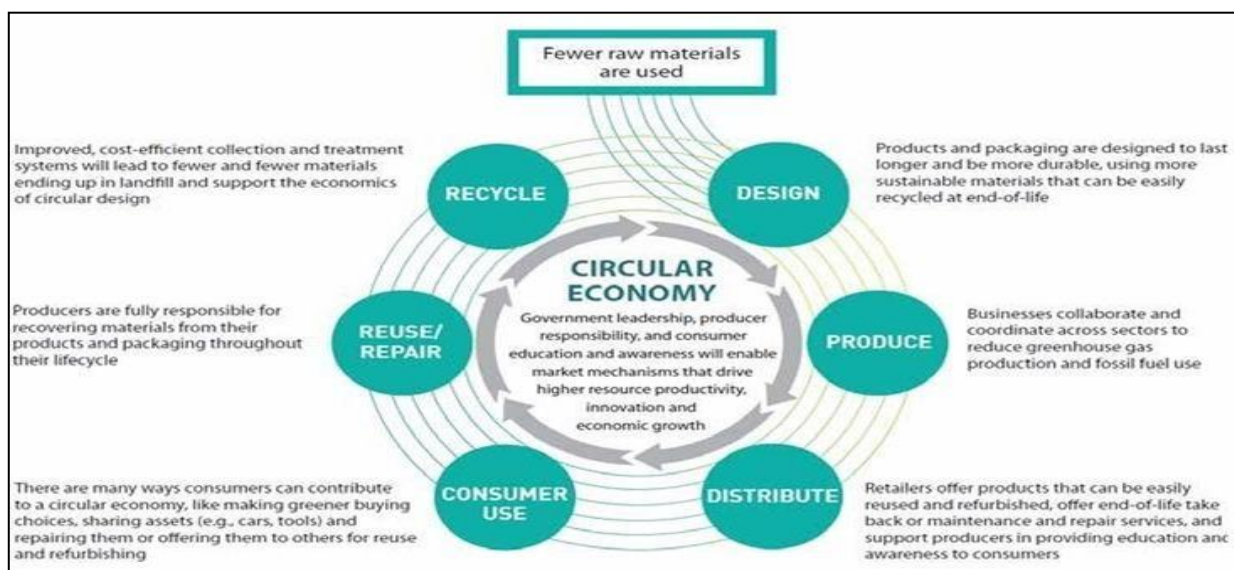 Fewer raw materials
are used
Improved, cost-efficient collection and treatment
systems will lead to fewer and fewer materials
ending up in landfill and support the economics
of circular design
RECYCLE
DESIGN
Products and packaging are designed to last
longer and be more durable, using more
sustainable materials that can be easily
recycled at end-of-life
CIRCULAR
ECONOMY
Government leadership, producer
responsibility, and consumer
education and awareness will enable
market mechanisms that drive
higher resource productivity,
innovation and
economic growth
Producers are fully responsible for
recovering materials from their
products and packaging throughout
their lifecycle
REUSE/
REPAIR
PRODUCE
Businesses collaborate and
coordinate across sectors to
reduce greenhouse gas
production and fossil fuel use
There are many ways consumers can contribute
to a circular economy, like making greener buying
choices, sharing assets (e.g., cars, tools) and
repairing them or offering them to others for reuse
and refurbishing
CONSUMER
USE
DISTRIBUTE
Retailers offer products that can be easily
reused and refurbished, offer end-of-life take
back or maintenance and repair services, and
support producers in providing education and
awareness to consumers